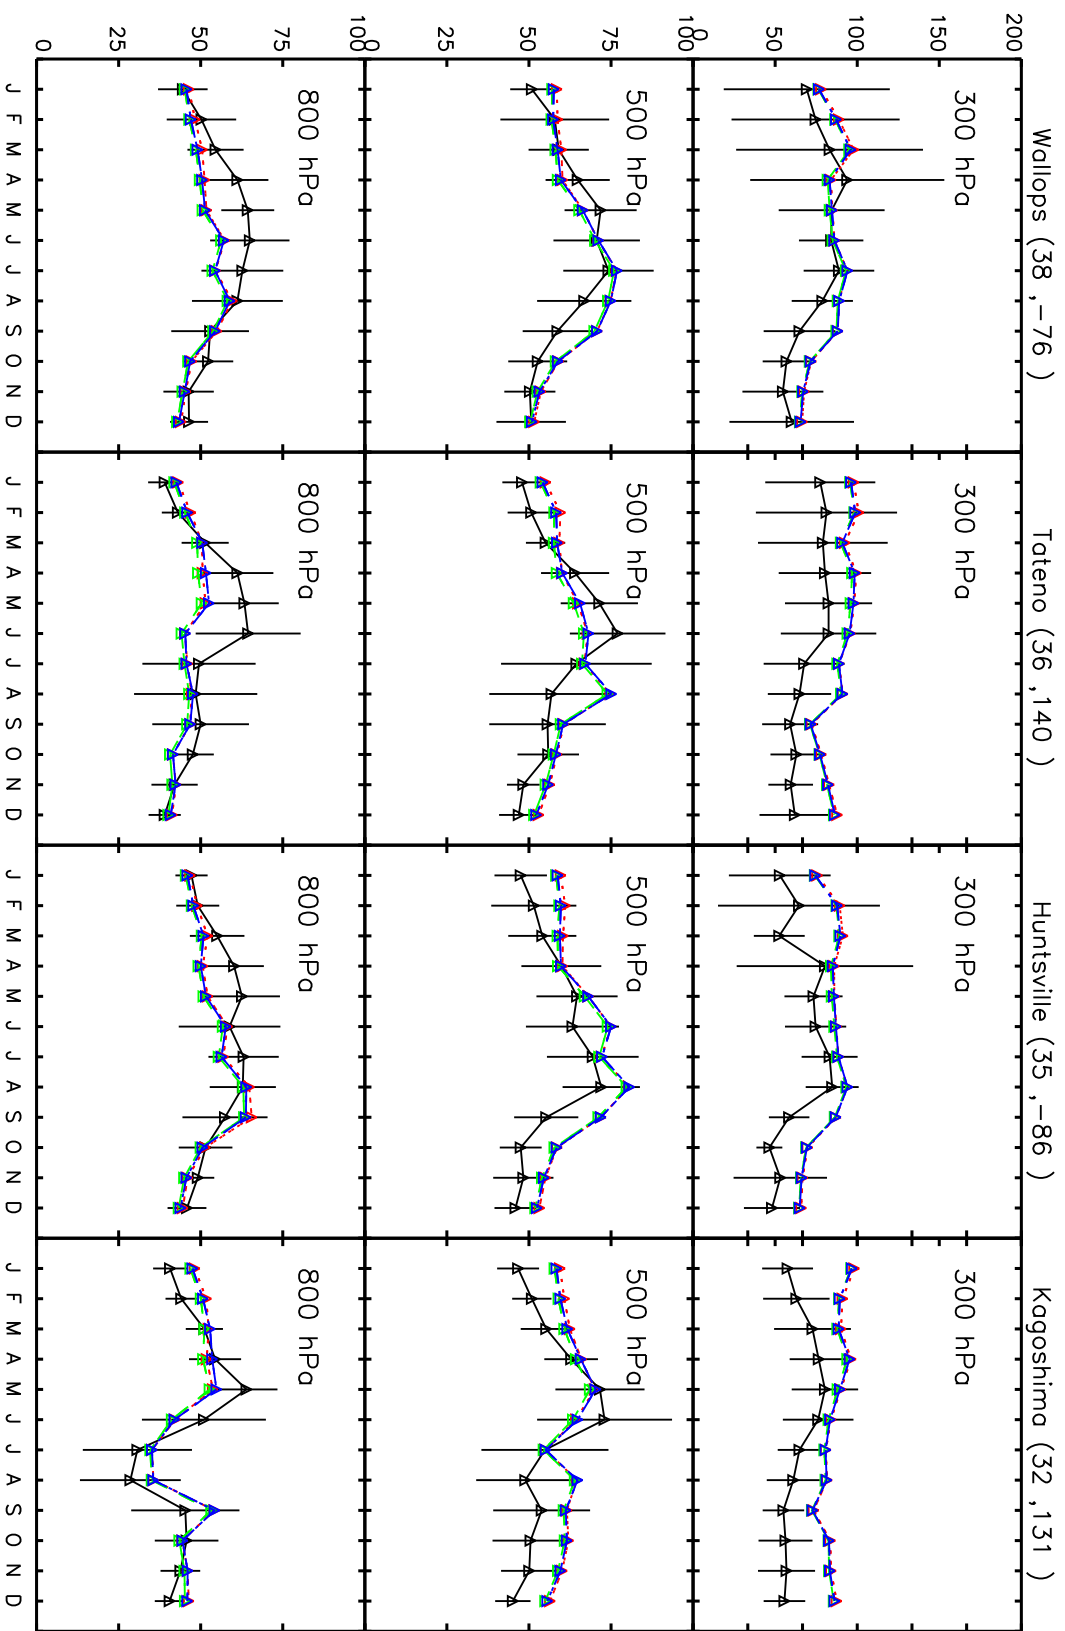 Wallops (38 ,−76 )
Tateno (36 ,140 )
Huntsville (35 ,−86 )
Kagoshima (32 ,131 )
200
150
100
50
0
300 hPa
300 hPa
300 hPa
300 hPa
100
75
50
25
0
500 hPa
500 hPa
500 hPa
500 hPa
100
75
50
25
0
800 hPa
800 hPa
800 hPa
800 hPa
J F M A M J J A S O N D
J F M A M J J A S O N D
J F M A M J J A S O N D
J F M A M J J A S O N D